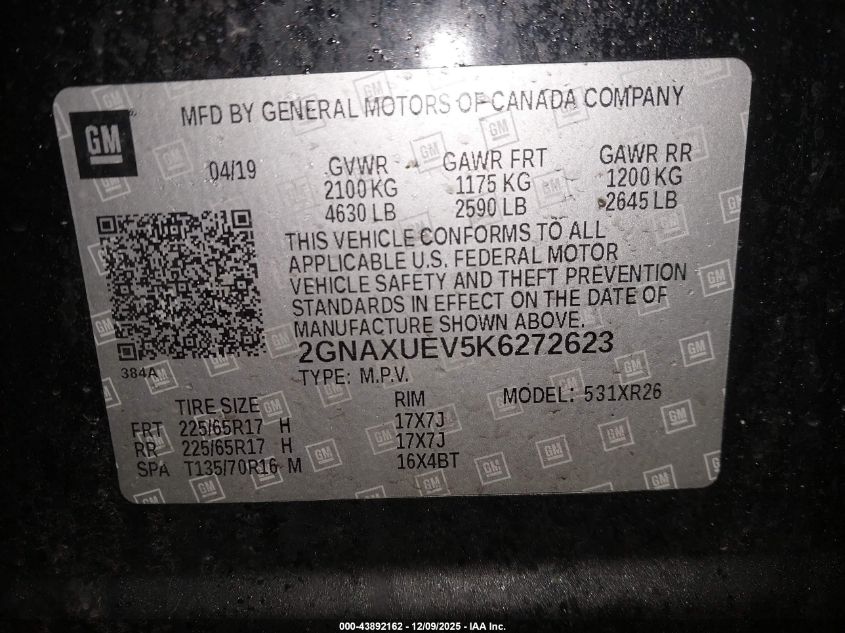 MFD BY GENERAL MOTORS OF CANADA COMPANY
GM
04/19
GVWR GAWR FRT GAWR RR
2100 KG 1175 KG 1200 KG
4630 LB 2590 LB 2645 LB
THIS VEHICLE CONFORMS TO ALL
APPLICABLE U.S. FEDERAL MOTOR
VEHICLE SAFETY AND THEFT PREVENTION
STANDARDS IN EFFECT ON THE DATE OF
MANUFACTURE SHOWN ABOVE.
2GNAXUEV5K6272623
384A
TYPE: M.P.V.
MODEL: 531XR26
TIRE SIZE RIM
FRT 225/65R17 H 17X7J
RR 225/65R17 H 17X7J
SPA T135/70R16 M 16X4BT
000-43892162 - 12/09/2025 - IAA Inc.